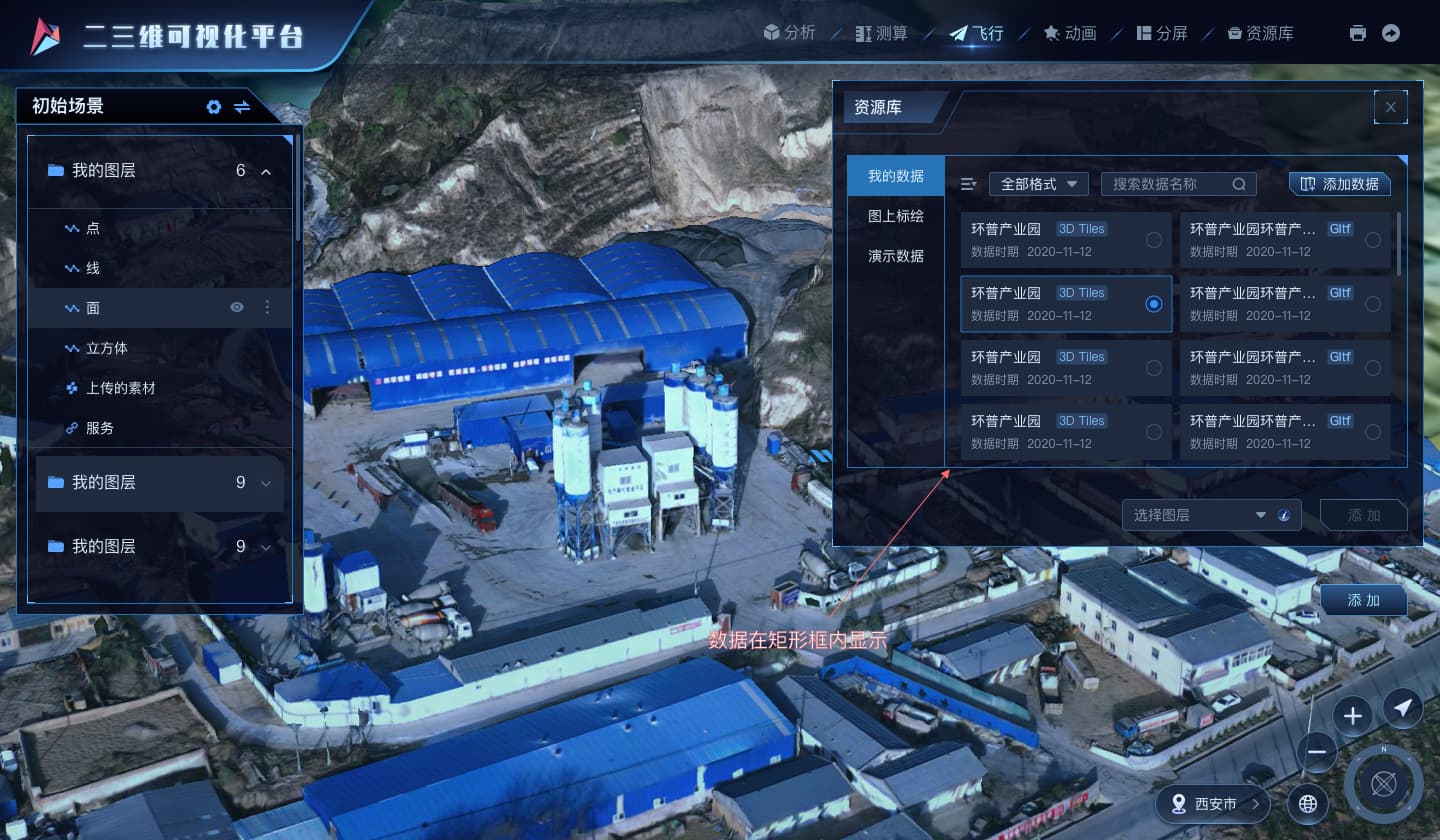 二三维可视化平台
分析
测算
飞行
动画
分屏
资源库
初始场景
我的图层 6
点
线
面
立方体
上传的素材
服务
我的图层 9
我的图层 9
资源库
我的数据
图上标绘
演示数据
全部格式
搜索数据名称
添加数据
环普产业园 3D Tiles
数据时期 2020-11-12
环普产业园环普产... Gltf
数据时期 2020-11-12
环普产业园 3D Tiles
数据时期 2020-11-12
环普产业园环普产... Gltf
数据时期 2020-11-12
环普产业园 3D Tiles
数据时期 2020-11-12
环普产业园环普产... Gltf
数据时期 2020-11-12
环普产业园 3D Tiles
数据时期 2020-11-12
环普产业园环普产... Gltf
数据时期 2020-11-12
选择图层
添加
添加
数据在矩形框内显示
N
西安市